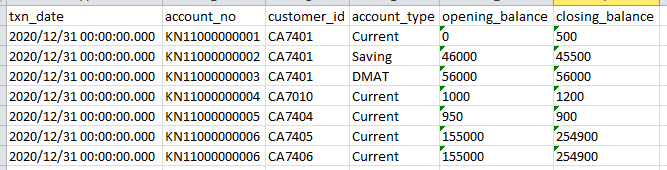 txn_date account_no customer_id account_type opening_balance closing_balance
2020/12/31 00:00:00.000 KN11000000001 CA7401 Current 0 500
2020/12/31 00:00:00.000 KN11000000002 CA7401 Saving 46000 45500
2020/12/31 00:00:00.000 KN11000000003 CA7401 DMAT 56000 56000
2020/12/31 00:00:00.000 KN11000000004 CA7010 Current 1000 1200
2020/12/31 00:00:00.000 KN11000000005 CA7404 Current 950 900
2020/12/31 00:00:00.000 KN11000000006 CA7405 Current 155000 254900
2020/12/31 00:00:00.000 KN11000000006 CA7406 Current 155000 254900